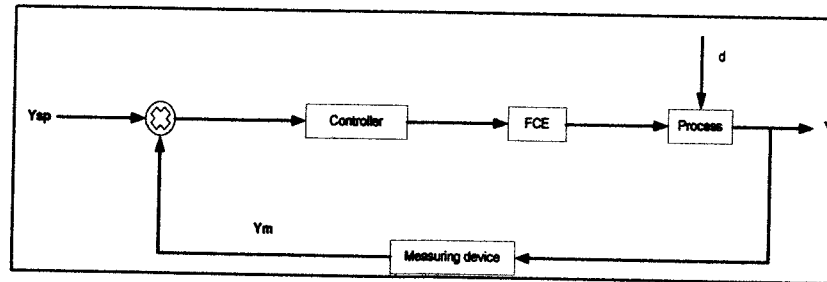 d
Ysp
Controller
FCE
Process
Y
Ym
Measuring device